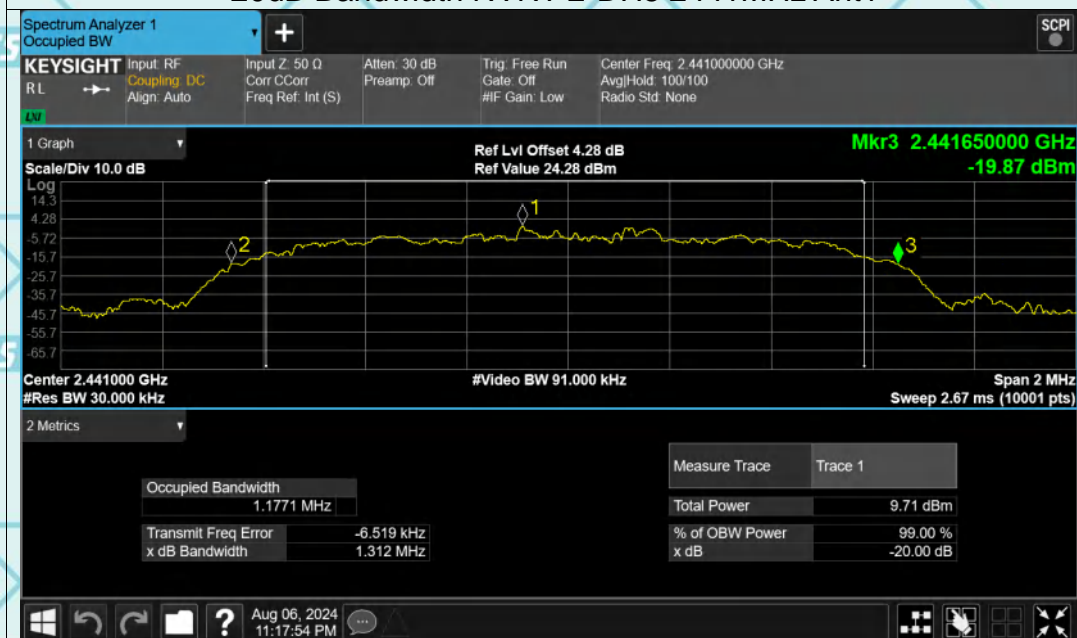 Spectrum Analyzer 1
Occupied BW
+
SCPI
KEYSIGHT
RL
LXI
Input: RF
Coupling: DC
Align: Auto
Input Z: 50 Ω
Corr CCorr
Freq Ref: Int (S)
Atten: 30 dB
Preamp: Off
Trig: Free Run
Gate: Off
#IF Gain: Low
Center Freq: 2.441000000 GHz
Avg|Hold: 100/100
Radio Std: None
1 Graph
Scale/Div 10.0 dB
Ref Lvl Offset 4.28 dB
Ref Value 24.28 dBm
Mkr3 2.441650000 GHz
-19.87 dBm
Log
14.3
4.28
-5.72
-15.7
-25.7
-35.7
-45.7
-55.7
-65.7
1
2
3
Center 2.441000 GHz
#Res BW 30.000 kHz
#Video BW 91.000 kHz
Span 2 MHz
Sweep 2.67 ms (10001 pts)
2 Metrics
Occupied Bandwidth
1.1771 MHz
Transmit Freq Error -6.519 kHz
x dB Bandwidth 1.312 MHz
Measure Trace Trace 1
Total Power 9.71 dBm
% of OBW Power 99.00 %
x dB -20.00 dB
?
Aug 06, 2024
11:17:54 PM